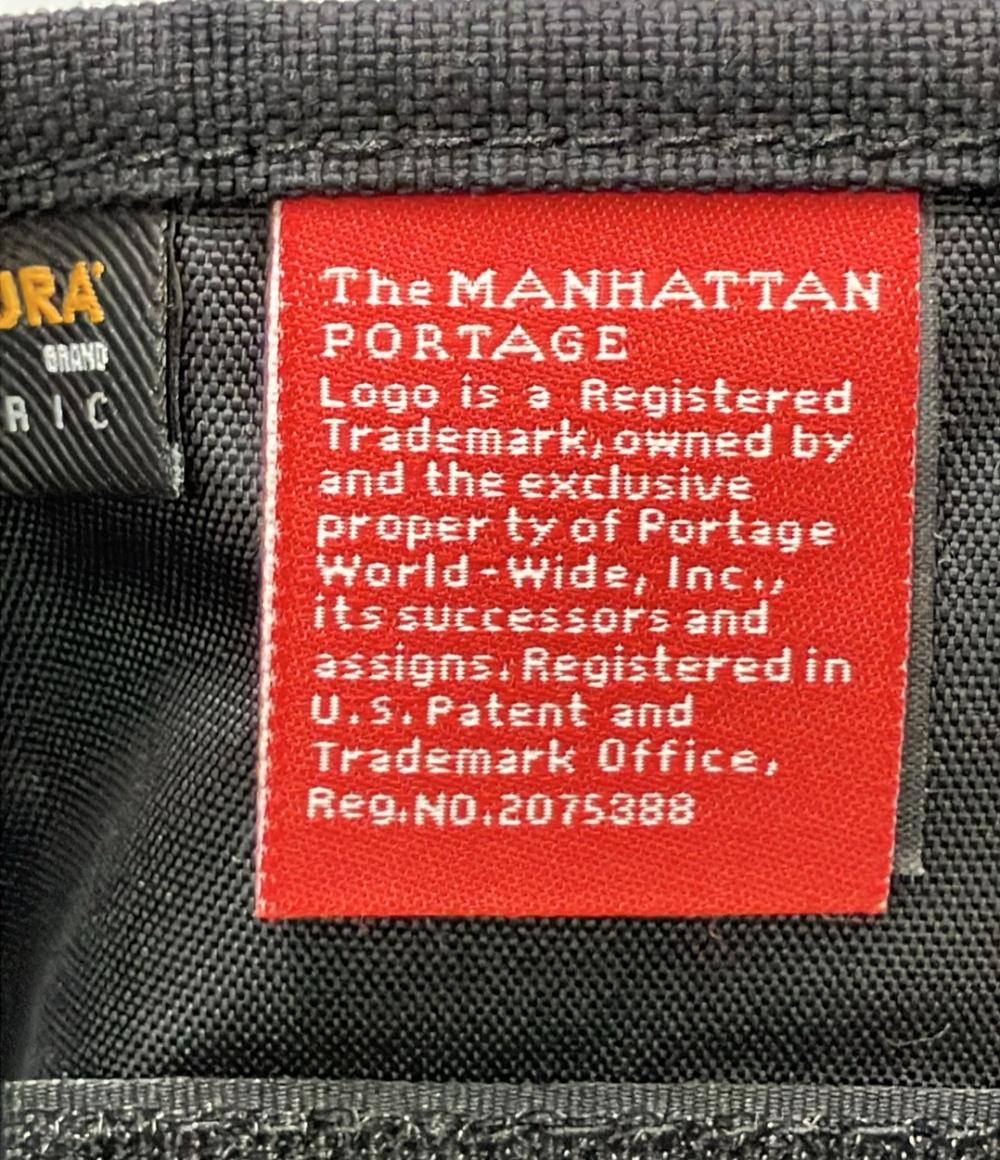 URA
BRAND
RIC
The MANHATTAN
PORTAGE
Logo is a Registered
Trademark, owned by
and the exclusive
property of Portage
World-Wide, Inc.,
its successors and
assigns. Registered in
U.S. Patent and
Trademark Office,
Reg.NO.2075388